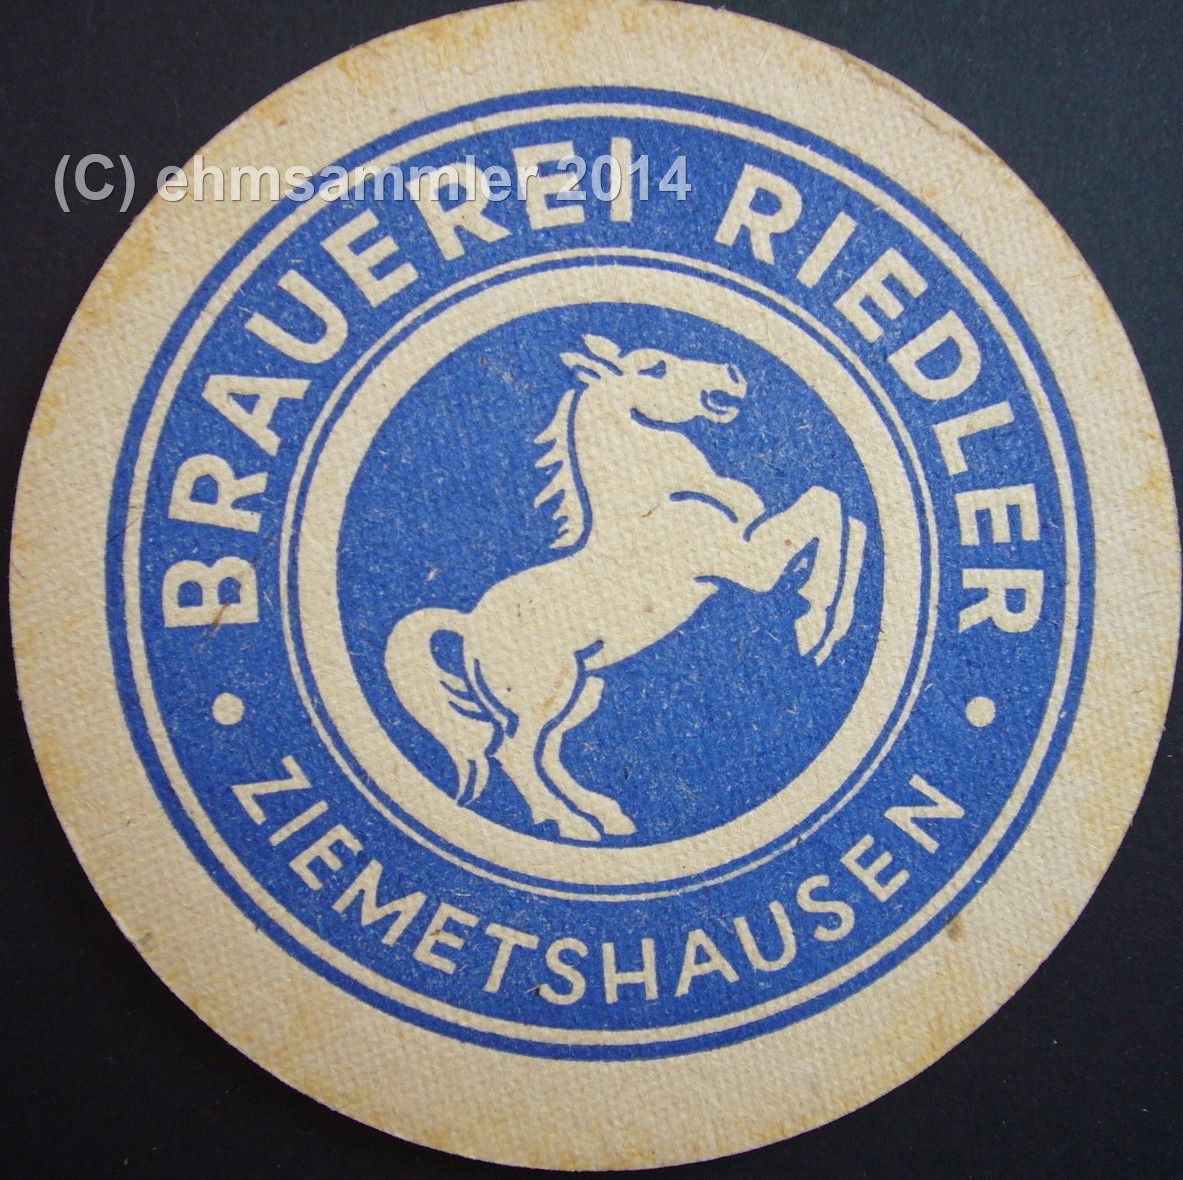 (C) ehmsammler 2014
BRAUEREI RIEDLER
• ZIEMETSHAUSEN •